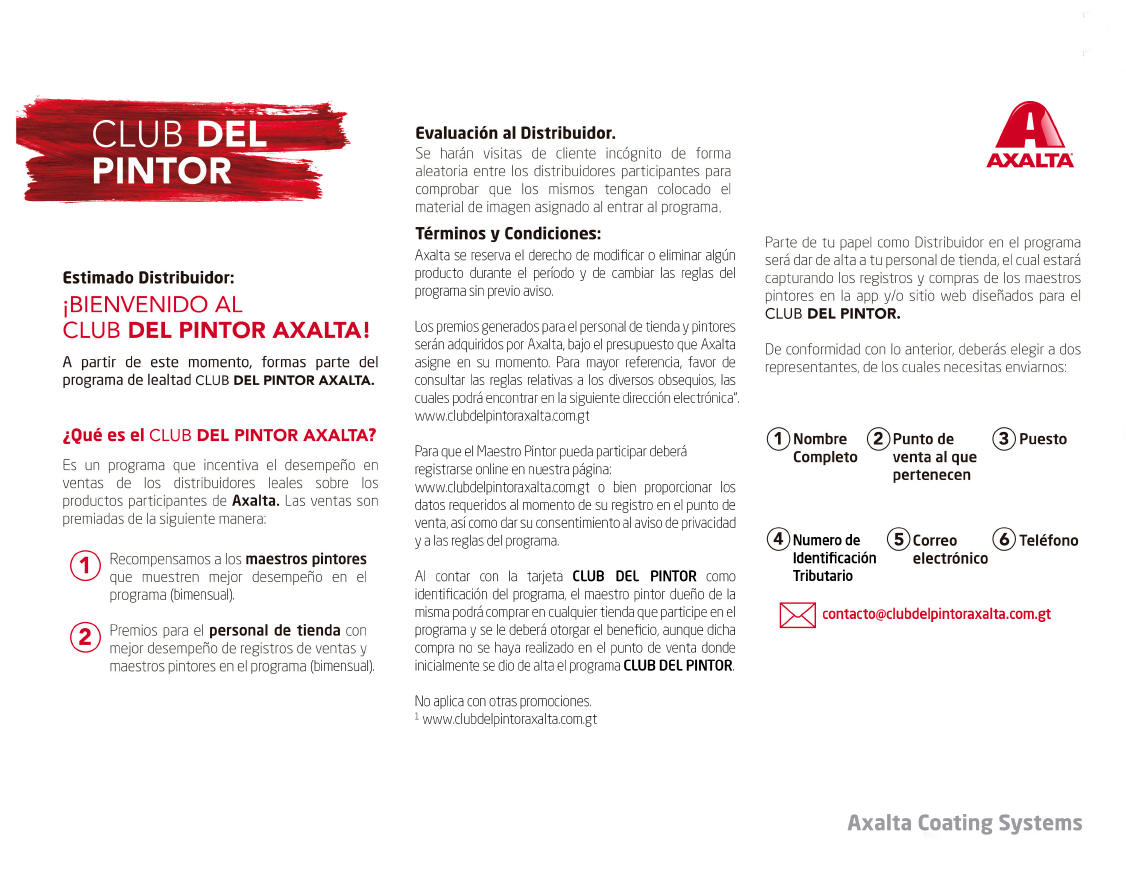 CLUB DEL
PINTOR
Estimado Distribuidor:
¡BIENVENIDO AL
CLUB DEL PINTOR AXALTA!
A partir de este momento, formas parte del
programa de lealtad CLUB DEL PINTOR AXALTA.
¿Qué es el CLUB DEL PINTOR AXALTA?
Es un programa que incentiva el desempeño en
ventas de los distribuidores leales sobre los
productos participantes de Axalta. Las ventas son
premiadas de la siguiente manera:
1 Recompensamos a los maestros pintores
que muestren mejor desempeño en el
programa (bimensual).
2 Premios para el personal de tienda con
mejor desempeño de registros de ventas y
maestros pintores en el programa (bimensual).
Evaluación al Distribuidor.
Se harán visitas de cliente incógnito de forma
aleatoria entre los distribuidores participantes para
comprobar que los mismos tengan colocado el
material de imagen asignado al entrar al programa.
Términos y Condiciones:
Axalta se reserva el derecho de modificar o eliminar algún
producto durante el período y de cambiar las reglas del
programa sin previo aviso.
Los premios generados para el personal de tienda y pintores
serán adquiridos por Axalta, bajo el presupuesto que Axalta
asigne en su momento. Para mayor referencia, favor de
consultar las reglas relativas a los diversos obsequios, las
cuales podrá encontrar en la siguiente dirección electrónica".
www.clubdelpintoraxalta.com.gt
Para que el Maestro Pintor pueda participar deberá
registrarse online en nuestra página:
www.clubdelpintoraxalta.com.gt o bien proporcionar los
datos requeridos al momento de su registro en el punto de
venta, así como dar su consentimiento al aviso de privacidad
y a las reglas del programa.
Al contar con la tarjeta CLUB DEL PINTOR como
identificación del programa, el maestro pintor dueño de la
misma podrá comprar en cualquier tienda que participe en el
programa y se le deberá otorgar el beneficio, aunque dicha
compra no se haya realizado en el punto de venta donde
inicialmente se dio de alta el programa CLUB DEL PINTOR.
No aplica con otras promociones.
1 www.clubdelpintoraxalta.com.gt
AXALTA
Parte de tu papel como Distribuidor en el programa
será dar de alta a tu personal de tienda, el cual estará
capturando los registros y compras de los maestros
pintores en la app y/o sitio web diseñados para el
CLUB DEL PINTOR.
De conformidad con lo anterior, deberás elegir a dos
representantes, de los cuales necesitas enviarnos:
1 Nombre
Completo
2 Punto de
venta al que
pertenecen
3 Puesto
4 Numero de
Identificación
Tributario
5 Correo
electrónico
6 Teléfono
contacto@clubdelpintoraxalta.com.gt
Axalta Coating Systems